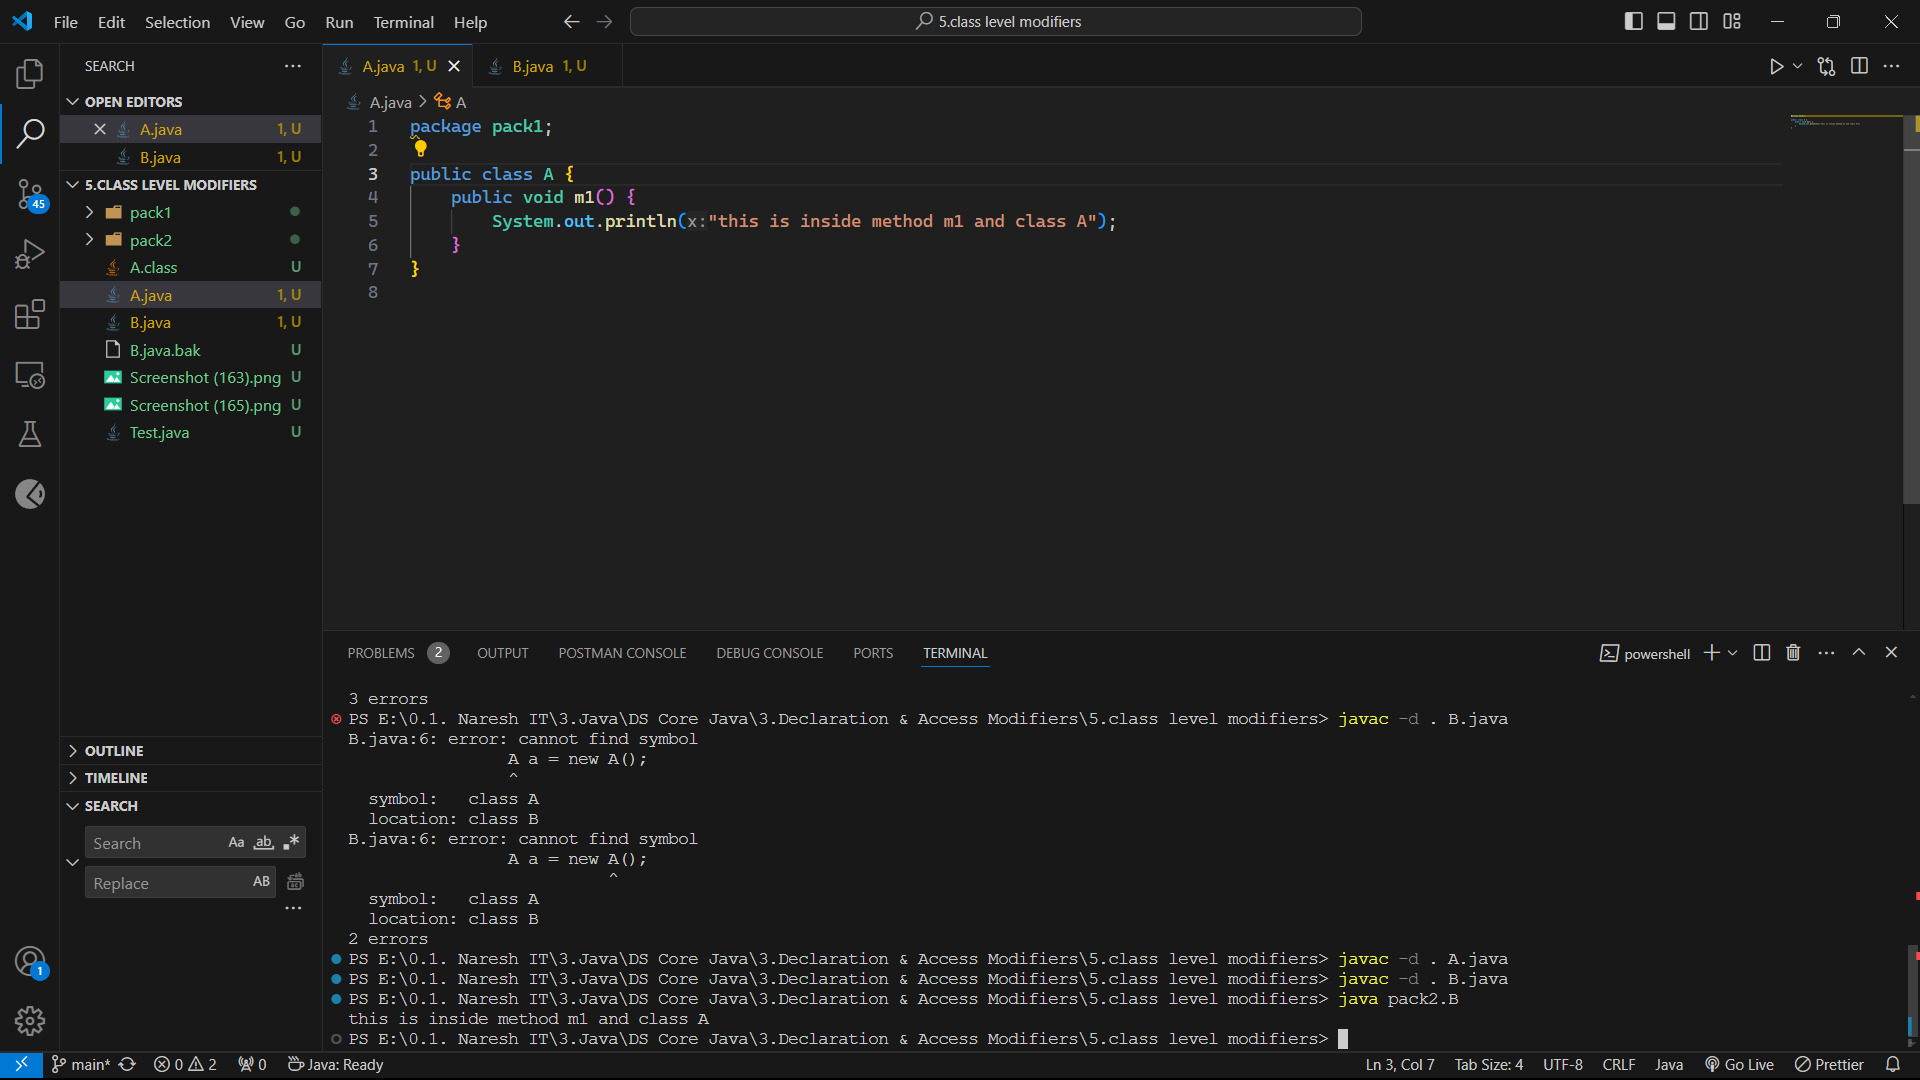 File Edit Selection View Go Run Terminal Help
5.class level modifiers
SEARCH
OPEN EDITORS
A.java 1, U
B.java 1, U
5.CLASS LEVEL MODIFIERS
45
pack1
pack2
A.class U
A.java 1, U
B.java 1, U
B.java.bak U
Screenshot (163).png U
Screenshot (165).png U
Test.java U
OUTLINE
TIMELINE
SEARCH
Search Aa ab
Replace AB
1
A.java 1, U
B.java 1, U
A.java > A
1 package pack1;
2
3 public class A {
4 public void m1() {
5 System.out.println(x:"this is inside method m1 and class A");
6 }
7 }
8
PROBLEMS 2 OUTPUT POSTMAN CONSOLE DEBUG CONSOLE PORTS TERMINAL
powershell
3 errors
PS E:\0.1. Naresh IT\3.Java\DS Core Java\3.Declaration & Access Modifiers\5.class level modifiers> javac -d . B.java
B.java:6: error: cannot find symbol
A a = new A();
^
symbol:   class A
location: class B
B.java:6: error: cannot find symbol
A a = new A();
^
symbol:   class A
location: class B
2 errors
PS E:\0.1. Naresh IT\3.Java\DS Core Java\3.Declaration & Access Modifiers\5.class level modifiers> javac -d . A.java
PS E:\0.1. Naresh IT\3.Java\DS Core Java\3.Declaration & Access Modifiers\5.class level modifiers> javac -d . B.java
PS E:\0.1. Naresh IT\3.Java\DS Core Java\3.Declaration & Access Modifiers\5.class level modifiers> java pack2.B
this is inside method m1 and class A
PS E:\0.1. Naresh IT\3.Java\DS Core Java\3.Declaration & Access Modifiers\5.class level modifiers>
main* 0 2 0 Java: Ready
Ln 3, Col 7 Tab Size: 4 UTF-8 CRLF Java Go Live Prettier